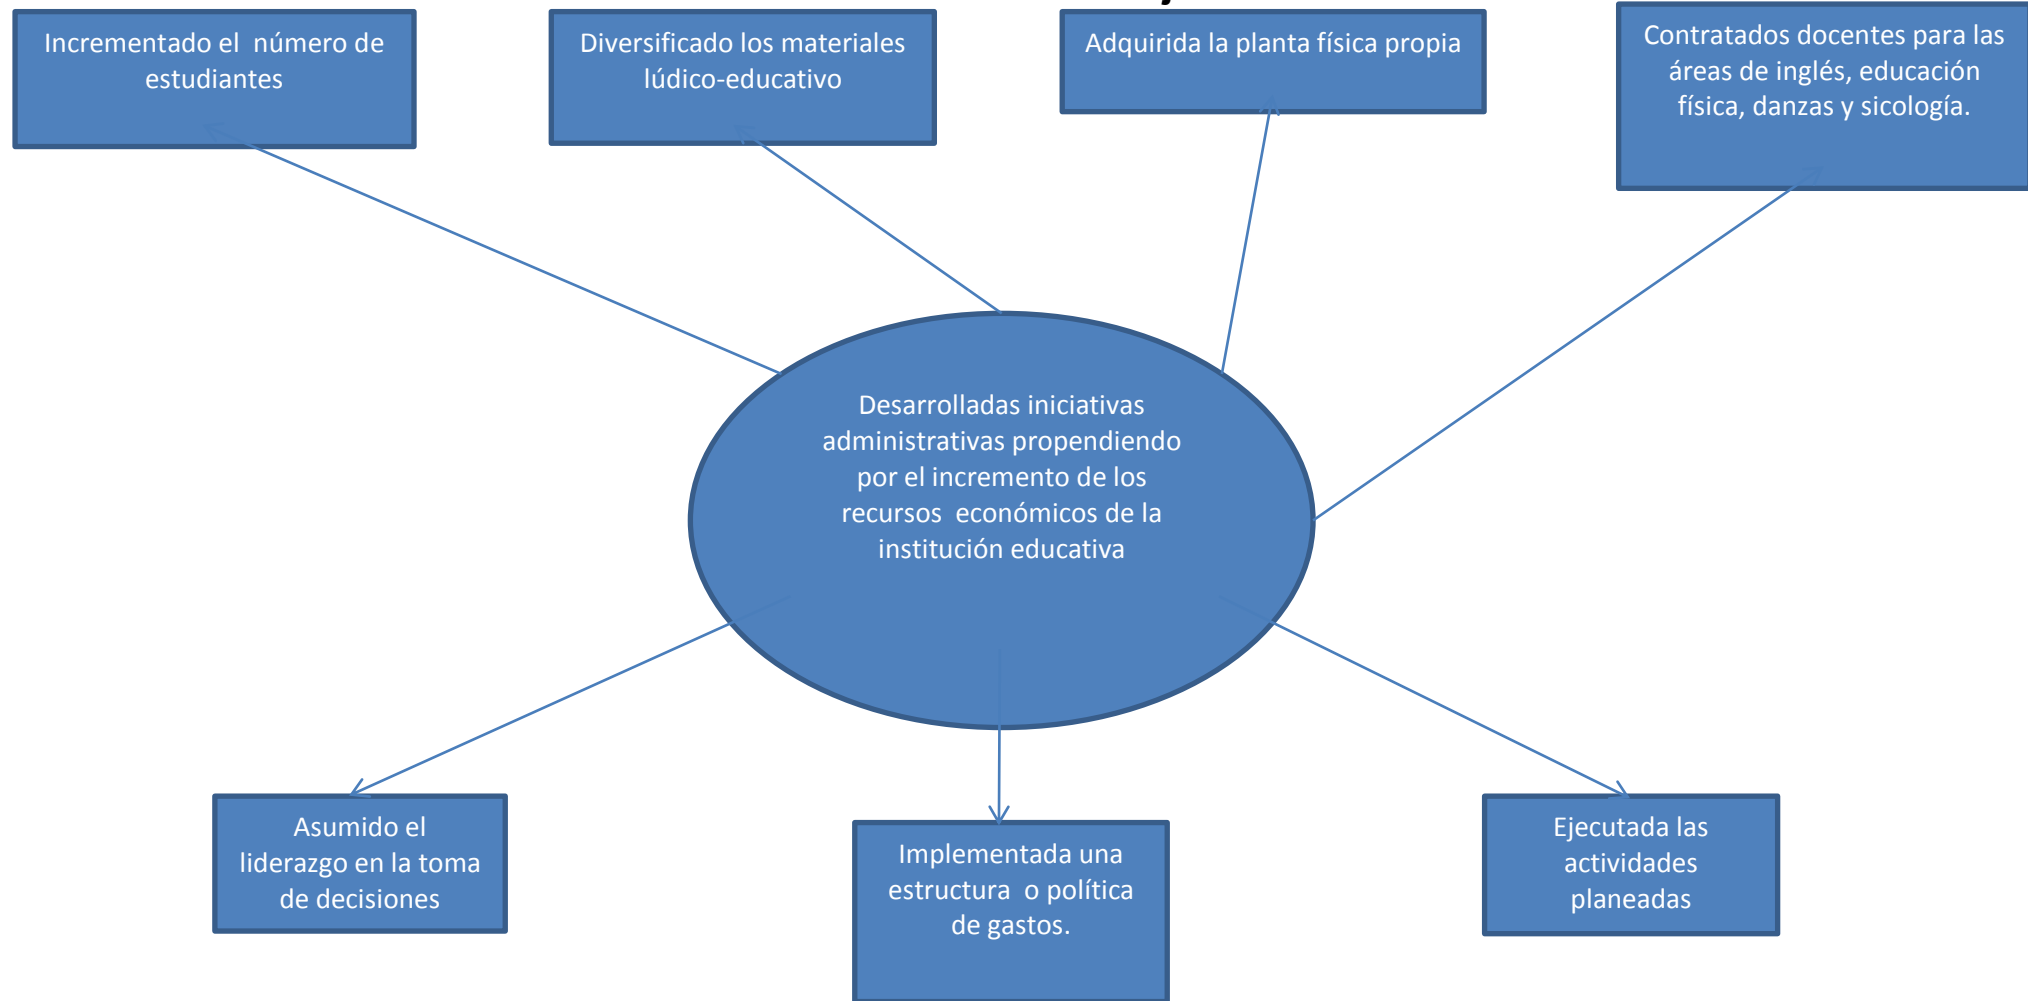 Incrementado el número de
estudiantes
Diversificado los materiales
lúdico-educativo
Adquirida la planta física propia
Contratados docentes para las
áreas de inglés, educación
física, danzas y sicología.
Desarrolladas iniciativas
administrativas propendiendo
por el incremento de los
recursos económicos de la
institución educativa
Asumido el
liderazgo en la toma
de decisiones
Implementada una
estructura o política
de gastos.
Ejecutada las
actividades
planeadas